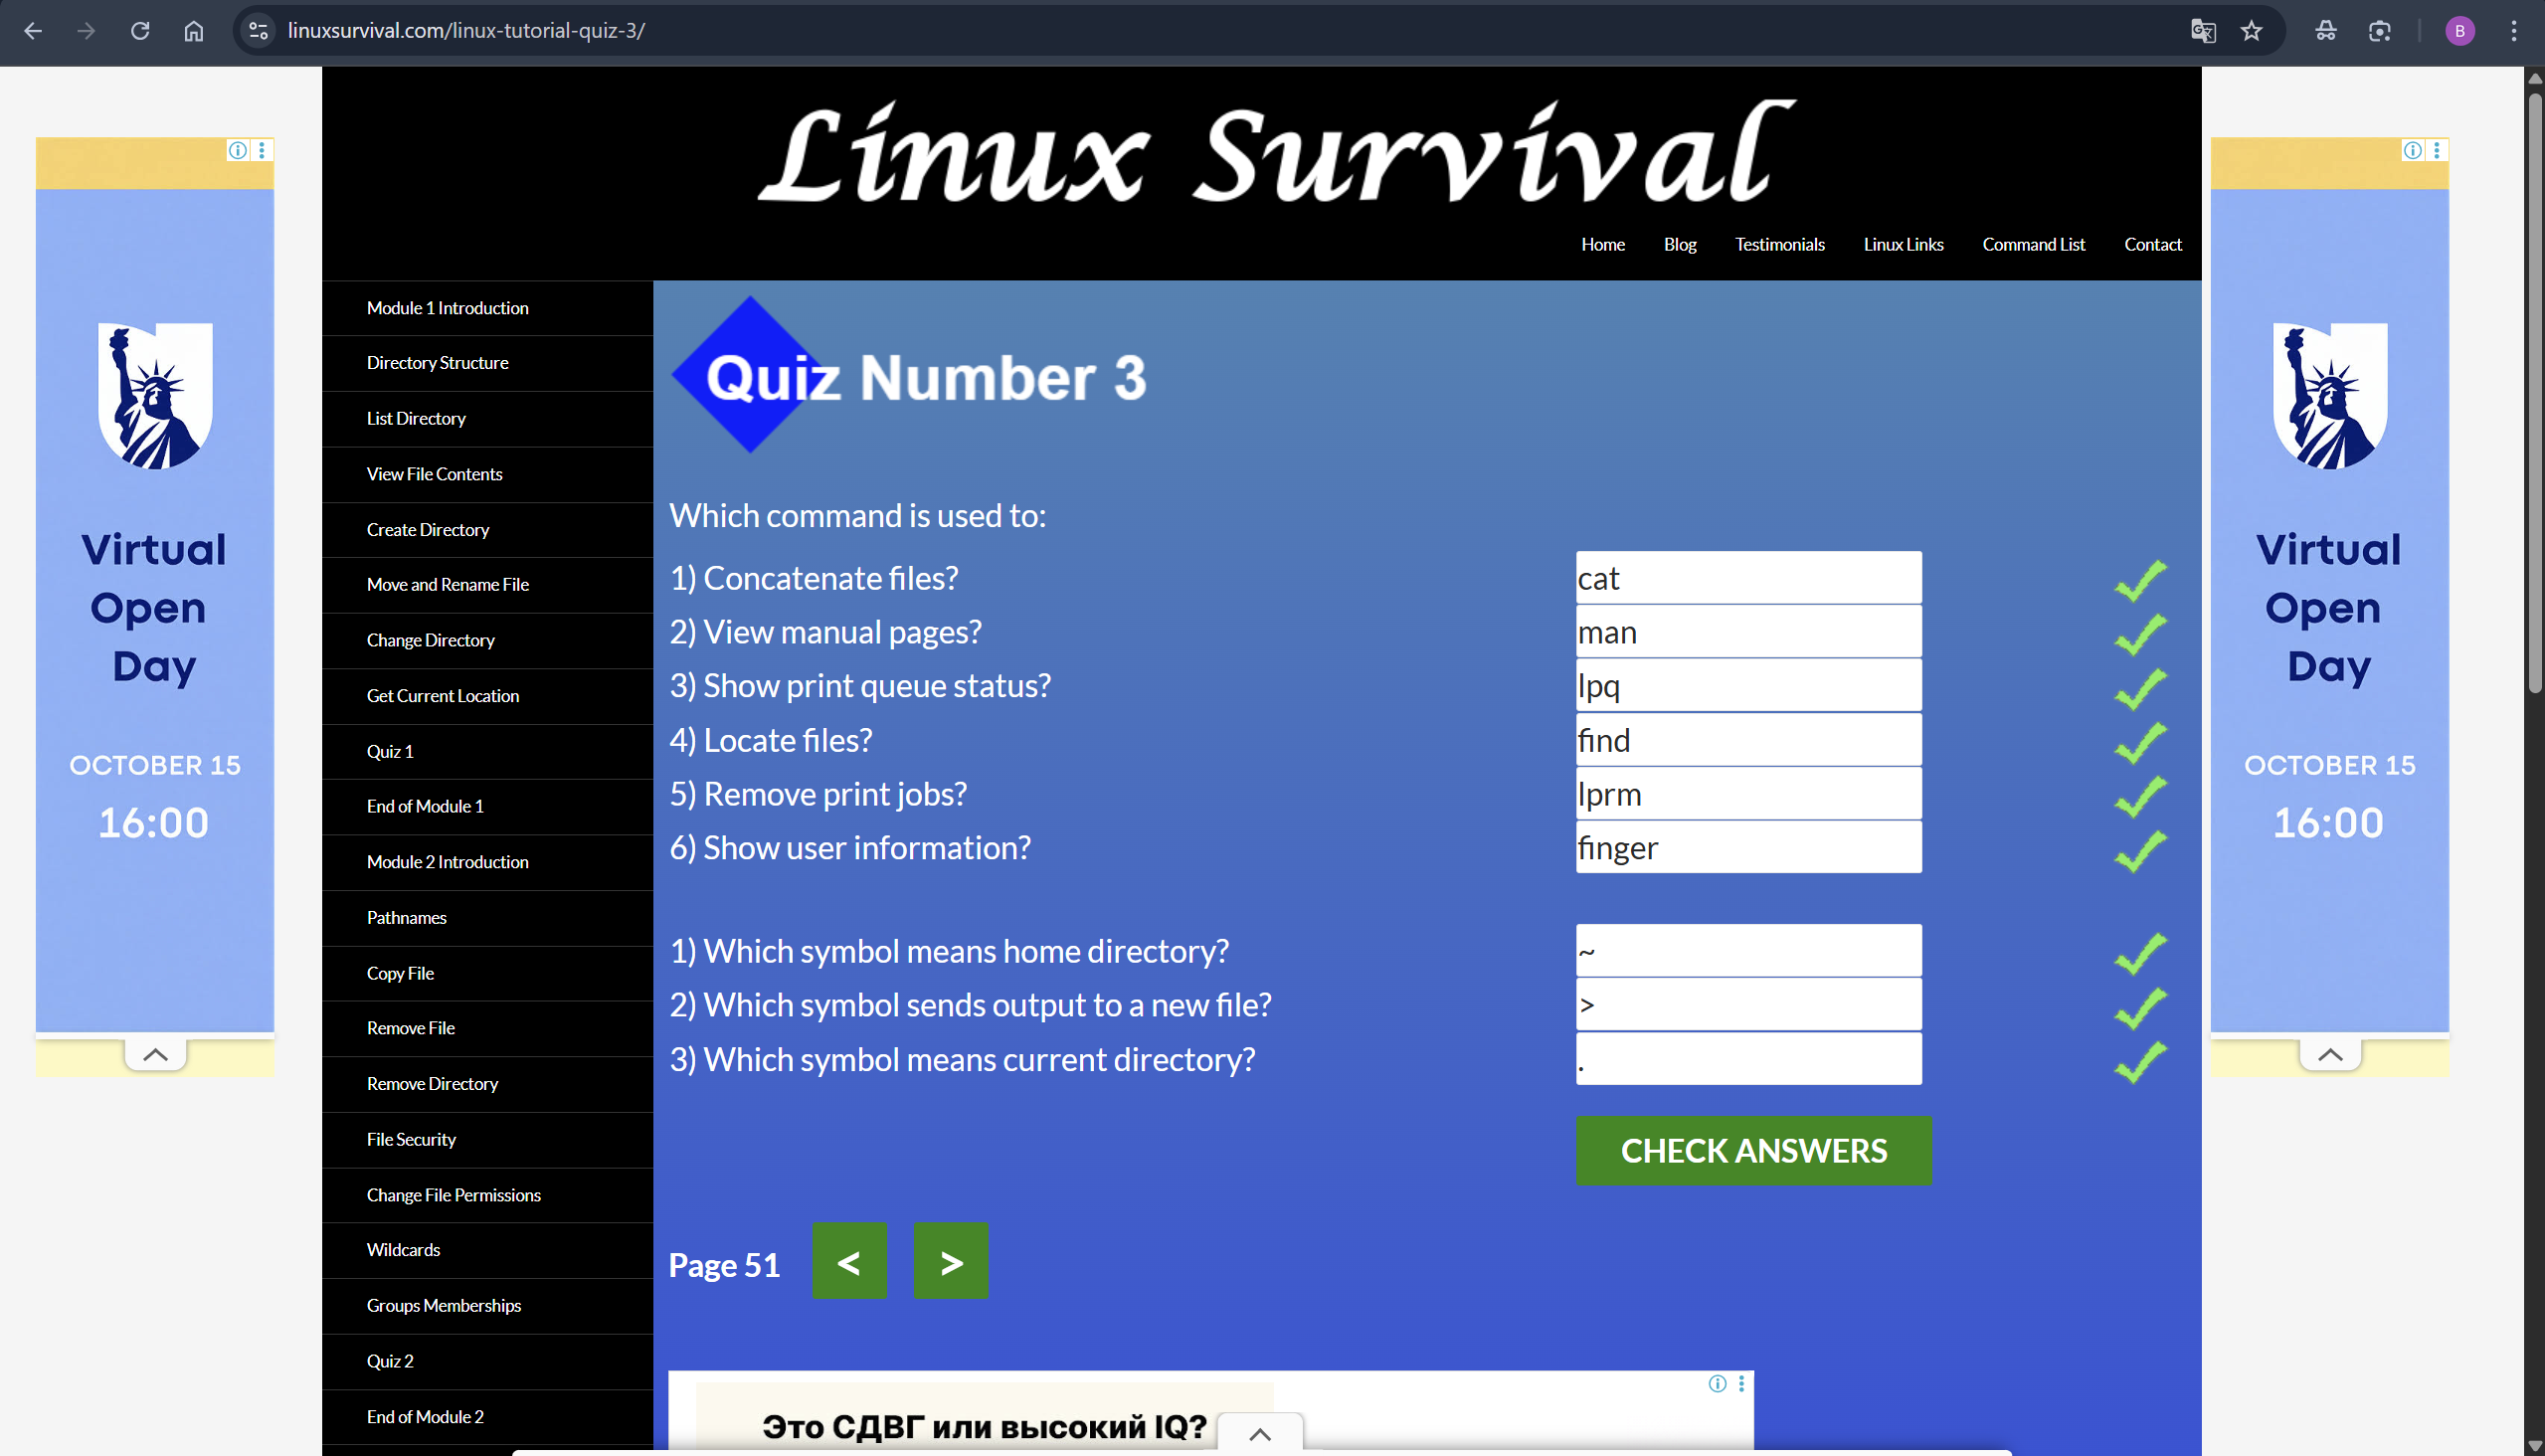 linuxsurvival.com/linux-tutorial-quiz-3/
B
Linux Survival
Home Blog Testimonials Linux Links Command List Contact
Virtual
Open
Day
OCTOBER 15
16:00
Module 1 Introduction
Directory Structure
List Directory
View File Contents
Create Directory
Move and Rename File
Change Directory
Get Current Location
Quiz 1
End of Module 1
Module 2 Introduction
Pathnames
Copy File
Remove File
Remove Directory
File Security
Change File Permissions
Wildcards
Groups Memberships
Quiz 2
End of Module 2
Quiz Number 3
Which command is used to:
1) Concatenate files? cat
2) View manual pages? man
3) Show print queue status? lpq
4) Locate files? find
5) Remove print jobs? lprm
6) Show user information? finger
1) Which symbol means home directory? ~
2) Which symbol sends output to a new file? >
3) Which symbol means current directory? .
CHECK ANSWERS
Page 51 < >
Это СДВГ или высокий IQ?
Virtual
Open
Day
OCTOBER 15
16:00